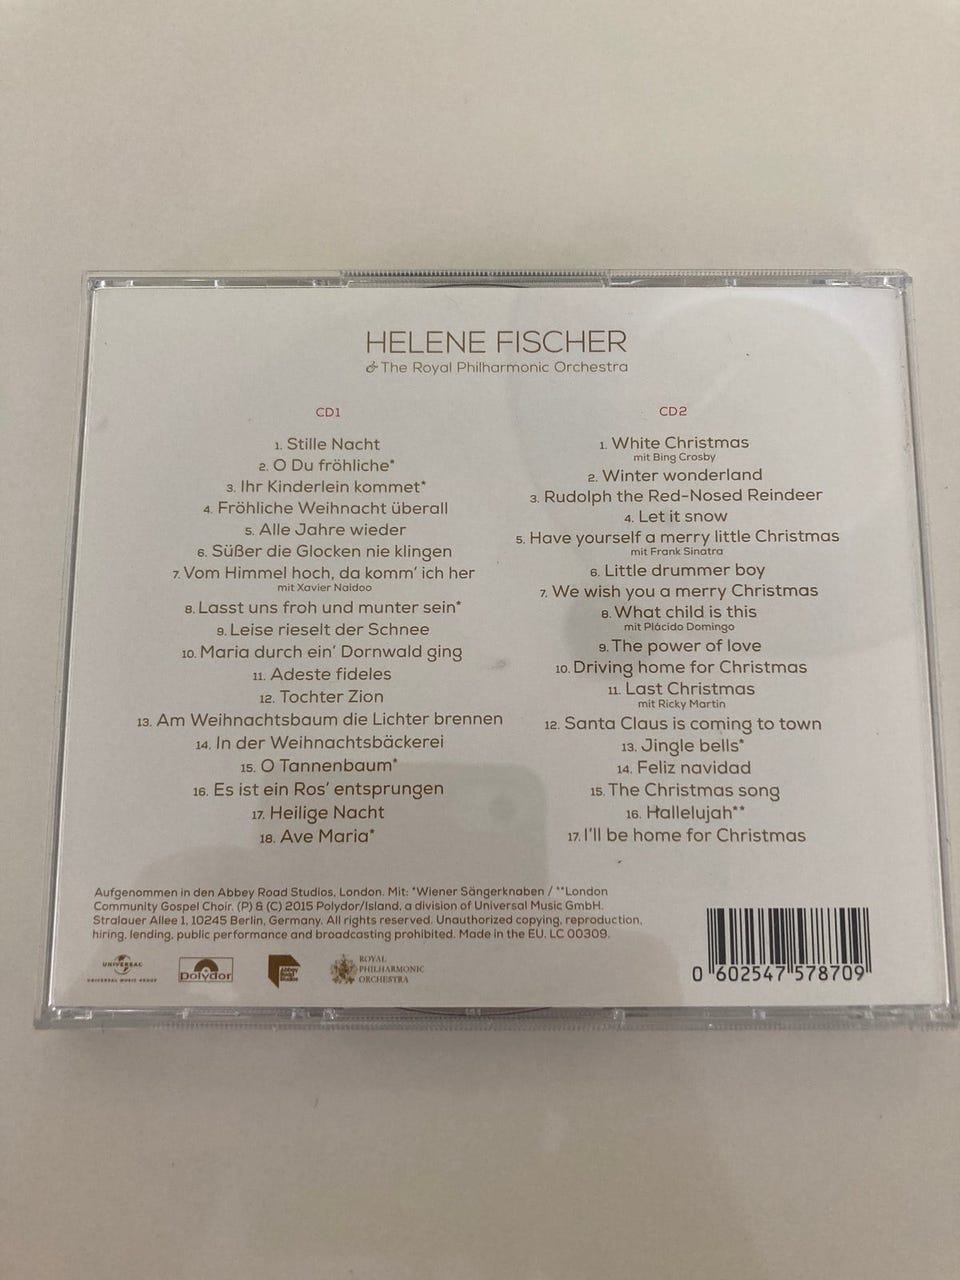 HELENE FISCHER
& The Royal Philharmonic Orchestra
CD1
1. Stille Nacht
2. O Du fröhliche*
3. Ihr Kinderlein kommet*
4. Fröhliche Weihnacht überall
5. Alle Jahre wieder
6. Süßer die Glocken nie klingen
7. Vom Himmel hoch, da komm' ich her
mit Xavier Naidoo
8. Lasst uns froh und munter sein*
9. Leise rieselt der Schnee
10. Maria durch ein' Dornwald ging
11. Adeste fideles
12. Tochter Zion
13. Am Weihnachtsbaum die Lichter brennen
14. In der Weihnachtsbäckerei
15. O Tannenbaum*
16. Es ist ein Ros' entsprungen
17. Heilige Nacht
18. Ave Maria*
CD2
1. White Christmas
mit Bing Crosby
2. Winter wonderland
3. Rudolph the Red-Nosed Reindeer
4. Let it snow
5. Have yourself a merry little Christmas
mit Frank Sinatra
6. Little drummer boy
7. We wish you a merry Christmas
8. What child is this
mit Plácido Domingo
9. The power of love
10. Driving home for Christmas
11. Last Christmas
mit Ricky Martin
12. Santa Claus is coming to town
13. Jingle bells*
14. Feliz navidad
15. The Christmas song
16. Hallelujah**
17. I'll be home for Christmas
Aufgenommen in den Abbey Road Studios, London. Mit: *Wiener Sängerknaben / **London
Community Gospel Choir. (P) & (C) 2015 Polydor/Island, a division of Universal Music GmbH.
Stralauer Allee 1, 10245 Berlin, Germany. All rights reserved. Unauthorized copying, reproduction,
hiring, lending, public performance and broadcasting prohibited. Made in the EU. LC 00309.
UNIVERSAL
UNIVERSAL MUSIC GROUP
Polydor
Abbey
Road
Studios
ROYAL
PHILHARMONIC
ORCHESTRA
0 602547 578709